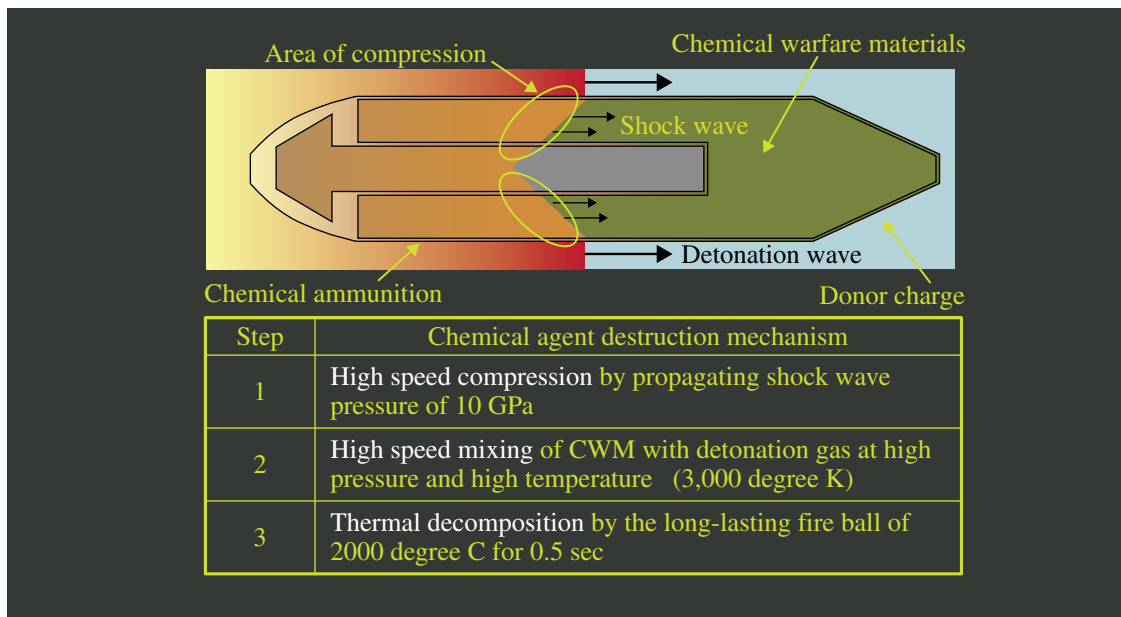 Area of compression
Chemical warfare materials
Shock wave
Detonation wave
Chemical ammunition
Donor charge
Step Chemical agent destruction mechanism
1 High speed compression by propagating shock wave
pressure of 10 GPa
2 High speed mixing of CWM with detonation gas at high
pressure and high temperature (3,000 degree K)
3 Thermal decomposition by the long-lasting fire ball of
2000 degree C for 0.5 sec